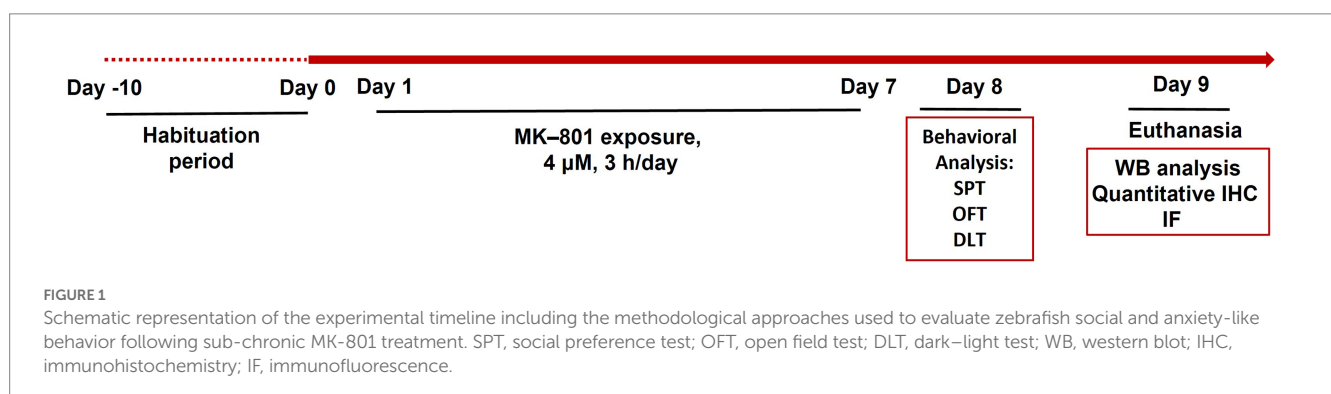 Day -10
Day 0
Day 1
Day 7
Day 8
Day 9
Habituation
period
MK–801 exposure,
4 µM, 3 h/day
Behavioral
Analysis:
SPT
OFT
DLT
Euthanasia
WB analysis
Quantitative IHC
IF
FIGURE 1
Schematic representation of the experimental timeline including the methodological approaches used to evaluate zebrafish social and anxiety-like
behavior following sub-chronic MK-801 treatment. SPT, social preference test; OFT, open field test; DLT, dark–light test; WB, western blot; IHC,
immunohistochemistry; IF, immunofluorescence.